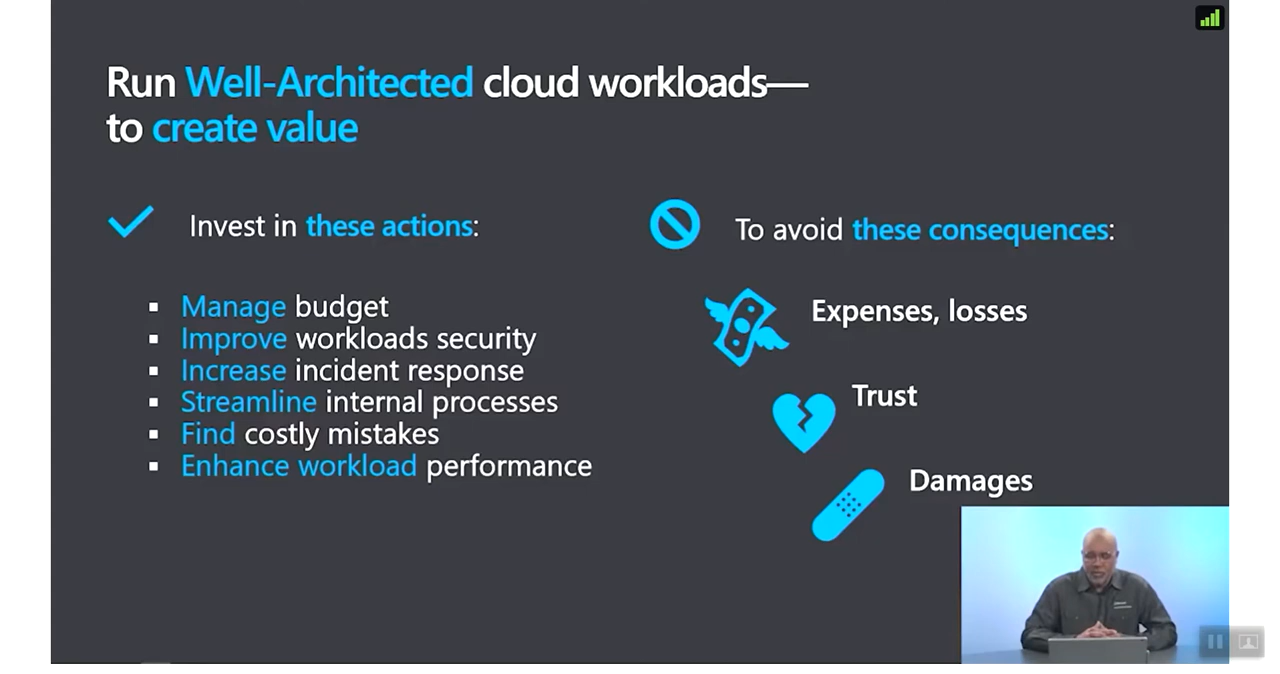 Run Well-Architected cloud workloads—
to create value
Invest in these actions:
▪ Manage budget
▪ Improve workloads security
▪ Increase incident response
▪ Streamline internal processes
▪ Find costly mistakes
▪ Enhance workload performance
To avoid these consequences:
Expenses, losses
Trust
Damages